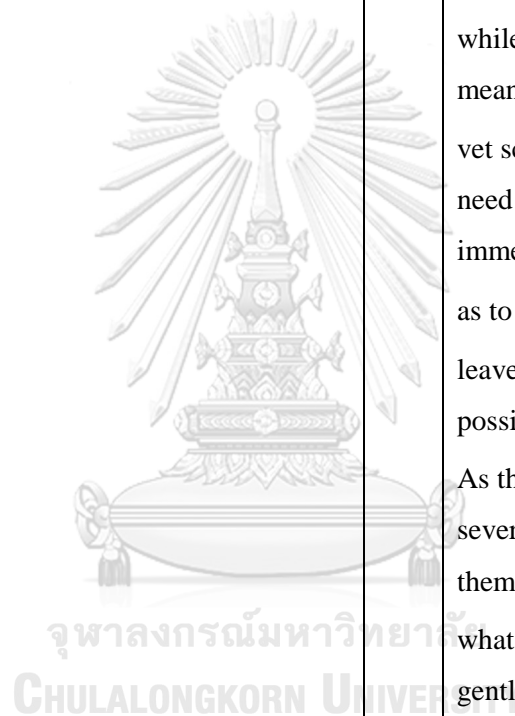 while
mean
vet s
need
imme
as to
leave
possi
As th
sever
them
what
gentl
จุฬาลงกรณ์มหาวิทยาลัย
CHULALONGKORN UNIVERSIT